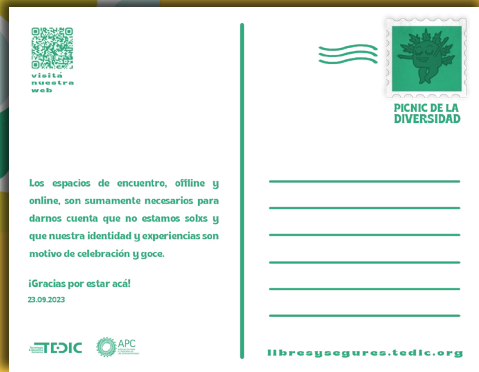 visitá
nuestra
web
PICNIC DE LA
DIVERSIDAD
Los espacios de encuentro, offline y
online, son sumamente necesarios para
darnos cuenta que no estamos solxs y
que nuestra identidad y experiencias son
motivo de celebración y goce.
¡Gracias por estar acá!
23.09.2023
TEDIC
APC
libresysegures.tedic.org